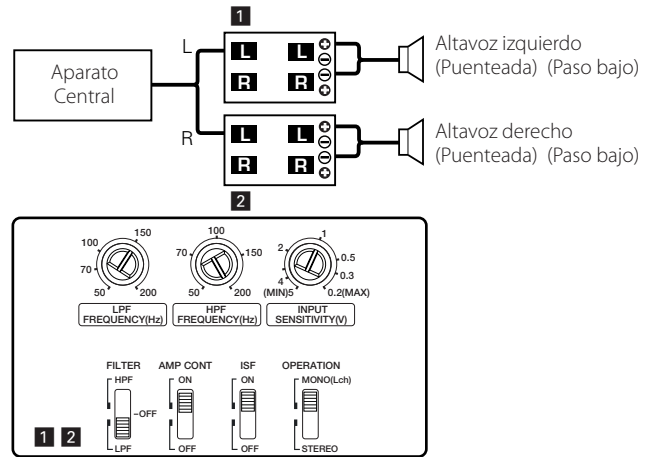 1
L
Aparato
Central
L L
R R
Altavoz izquierdo
(Puenteada) (Paso bajo)
R
L L
R R
Altavoz derecho
(Puenteada) (Paso bajo)
2
50 70 100 150 200
LPF
FREQUENCY(Hz)
50 70 100 150 200
HPF
FREQUENCY(Hz)
(MIN)5 4 2 1 0.5 0.3 0.2(MAX)
INPUT
SENSITIVITY(V)
FILTER
HPF
OFF
LPF
AMP CONT
ON
OFF
ISF
ON
OFF
OPERATION
MONO(Lch)
STEREO
1 2